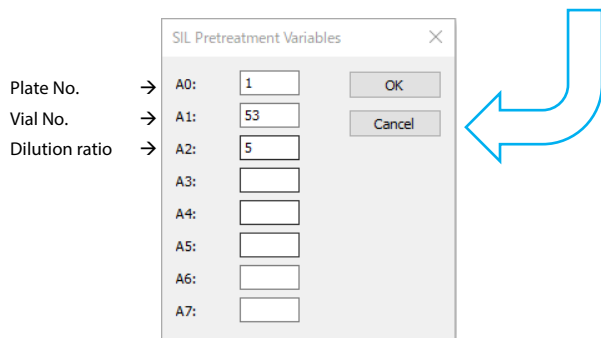 SIL Pretreatment Variables
Plate No. → A0: 1 OK
Vial No. → A1: 53 Cancel
Dilution ratio → A2: 5
A3:
A4:
A5:
A6:
A7: